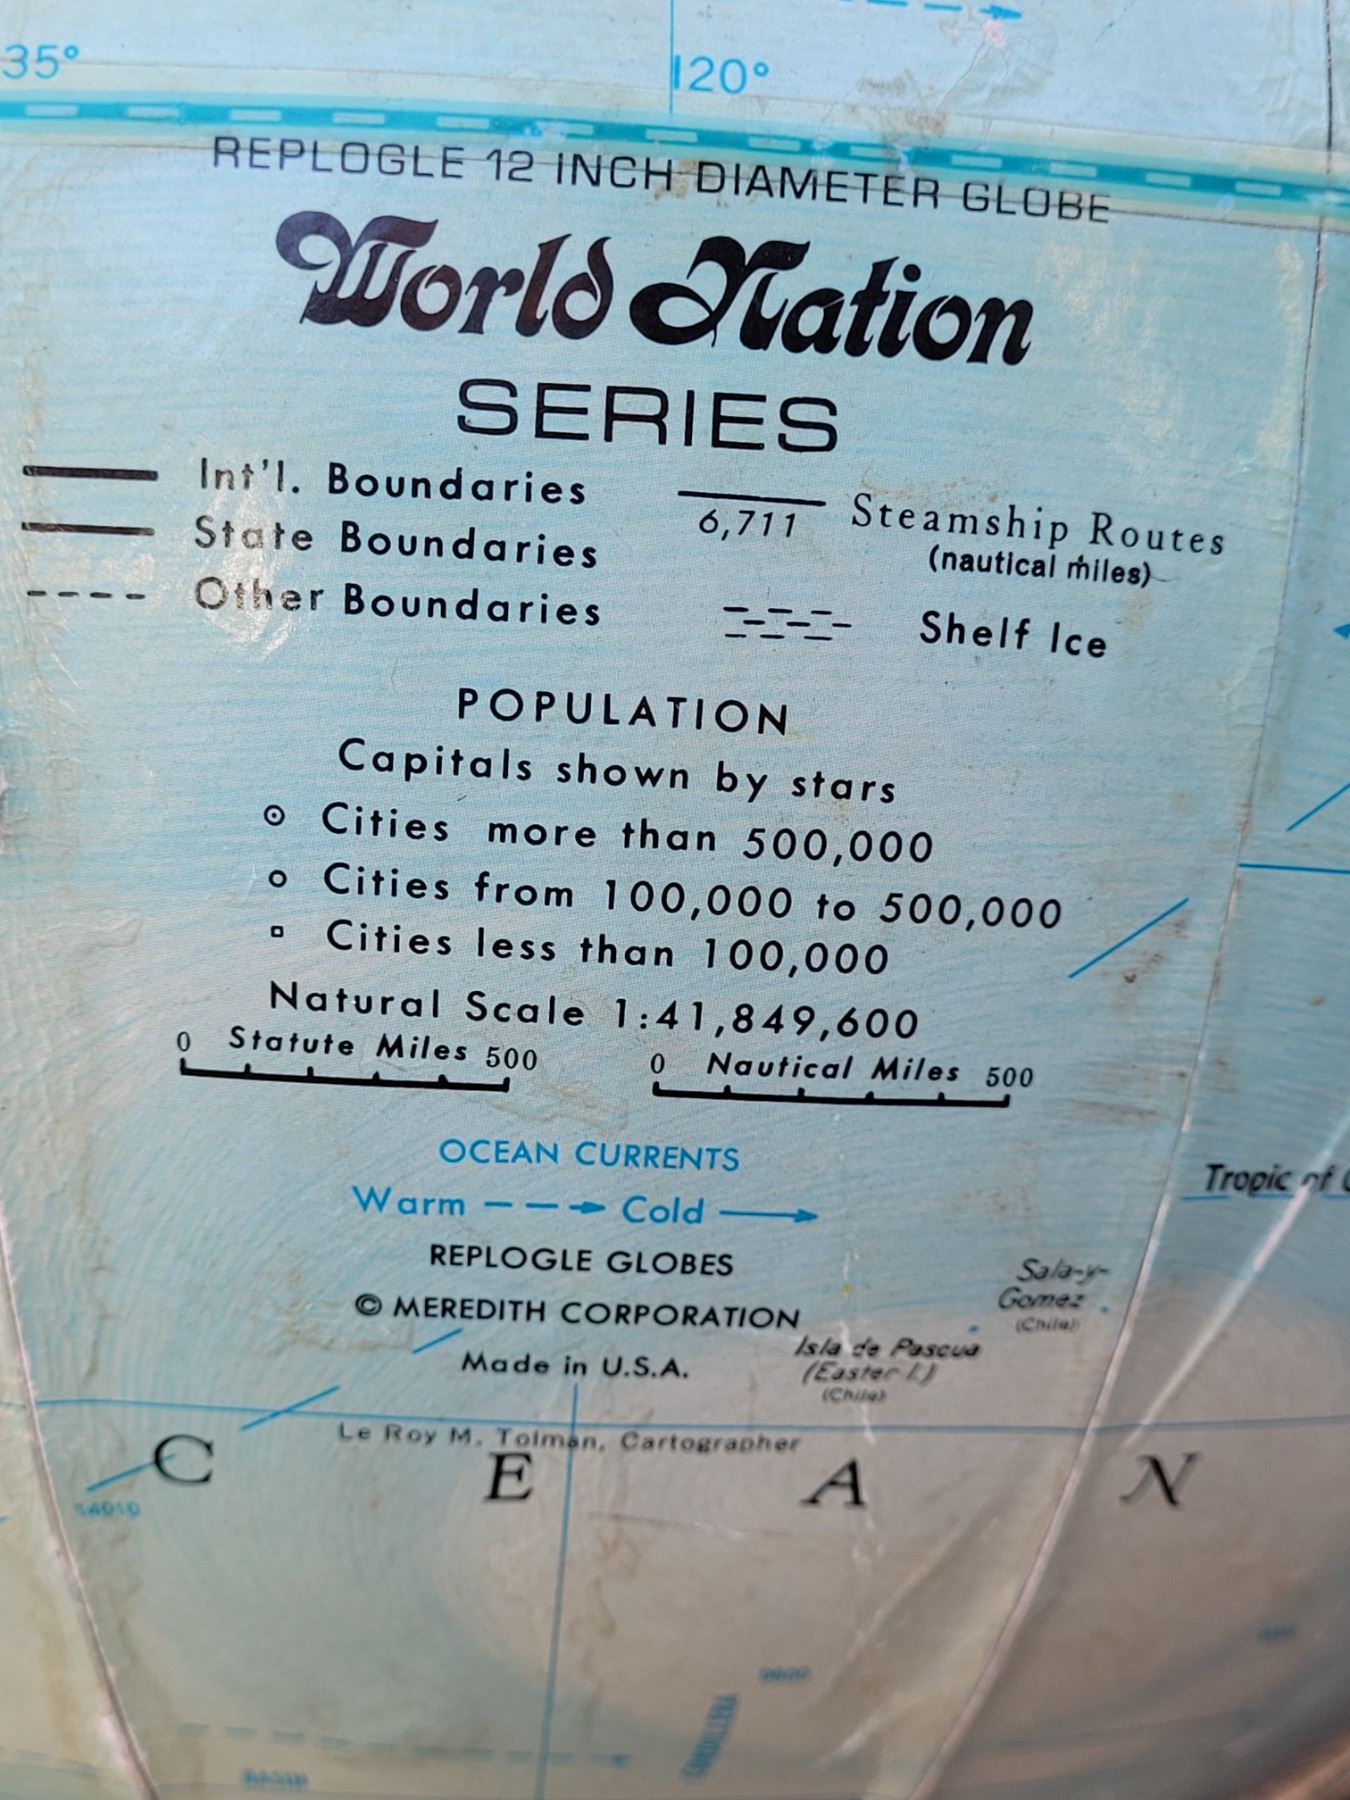 35°
120°
REPLOGLE 12 INCH DIAMETER GLOBE
World Nation
SERIES
Int'l. Boundaries
State Boundaries
Other Boundaries
6,711
Steamship Routes
(nautical miles)
Shelf Ice
POPULATION
Capitals shown by stars
Cities more than 500,000
Cities from 100,000 to 500,000
Cities less than 100,000
Natural Scale 1:41,849,600
0 Statute Miles 500
0 Nautical Miles 500
OCEAN CURRENTS
Warm Cold
REPLOGLE GLOBES
© MEREDITH CORPORATION
Made in U.S.A.
Tropic of
Sala-y-
Gomez
(Chile)
Isla de Pascua
(Easter I.)
(Chile)
Le Roy M. Tolman, Cartographer
C E A N
14010
BASIN